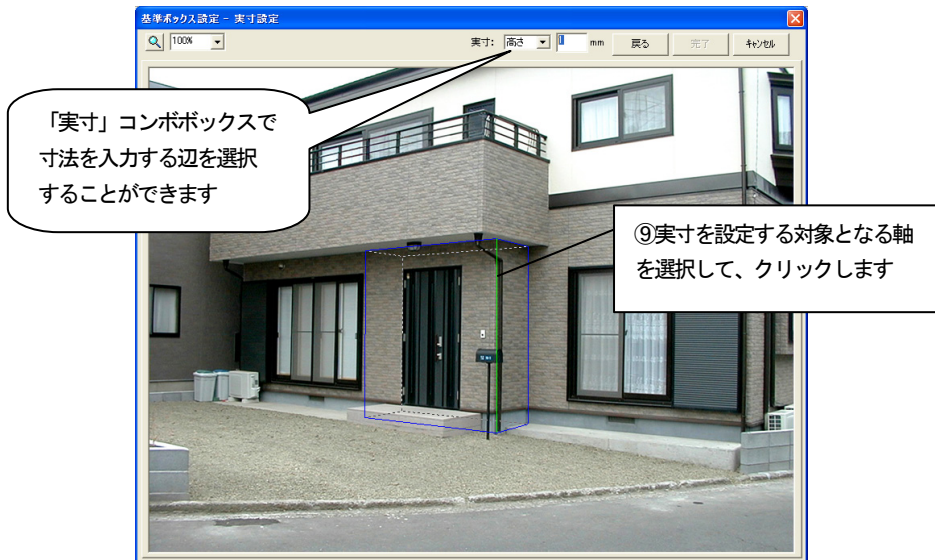 基準ボックス設定 - 実寸設定
100%
実寸: 高さ mm 戻る 完了 キャンセル
「実寸」コンボボックスで
寸法を入力する辺を選択
することができます
⑨実寸を設定する対象となる軸
を選択して、クリックします